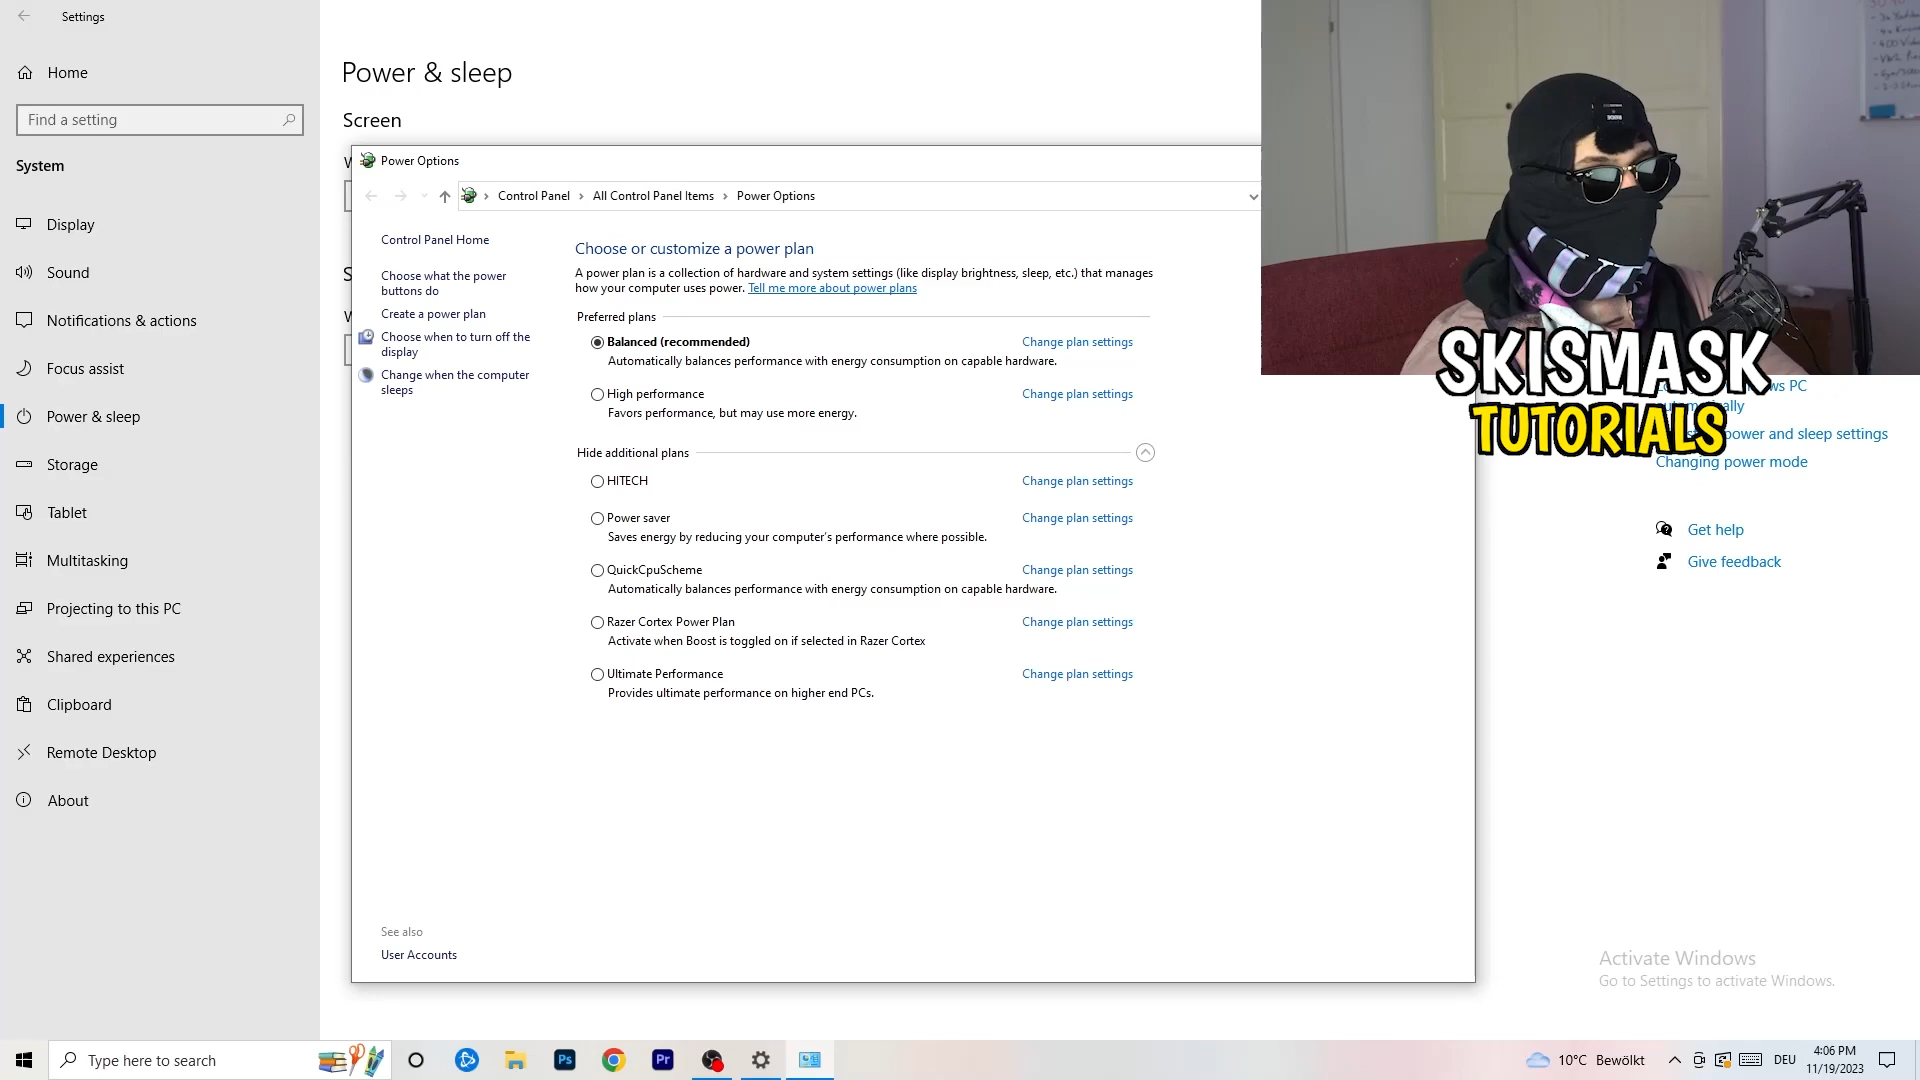 Settings
Home
Find a setting
System
Display
Sound
Notifications & actions
Focus assist
Power & sleep
Storage
Tablet
Multitasking
Projecting to this PC
Shared experiences
Clipboard
Remote Desktop
About
Power & sleep
Screen
Power Options
Control Panel
All Control Panel Items
Power Options
Control Panel Home
Choose what the power
buttons do
Create a power plan
Choose when to turn off the
display
Change when the computer
sleeps
See also
User Accounts
Choose or customize a power plan
A power plan is a collection of hardware and system settings (like display brightness, sleep, etc.) that manages
how your computer uses power. Tell me more about power plans
Preferred plans
Balanced (recommended) Change plan settings
Automatically balances performance with energy consumption on capable hardware.
High performance Change plan settings
Favors performance, but may use more energy.
Hide additional plans
HITECH Change plan settings
Power saver Change plan settings
Saves energy by reducing your computer's performance where possible.
QuickCpuScheme Change plan settings
Automatically balances performance with energy consumption on capable hardware.
Razer Cortex Power Plan Change plan settings
Activate when Boost is toggled on if selected in Razer Cortex
Ultimate Performance Change plan settings
Provides ultimate performance on higher end PCs.
SKISMASK
TUTORIALS
PC
power and sleep settings
Changing power mode
Get help
Give feedback
Activate Windows
Go to Settings to activate Windows.
Type here to search
Ps
Pr
10°C Bewölkt
DEU
4:06 PM
11/19/2023